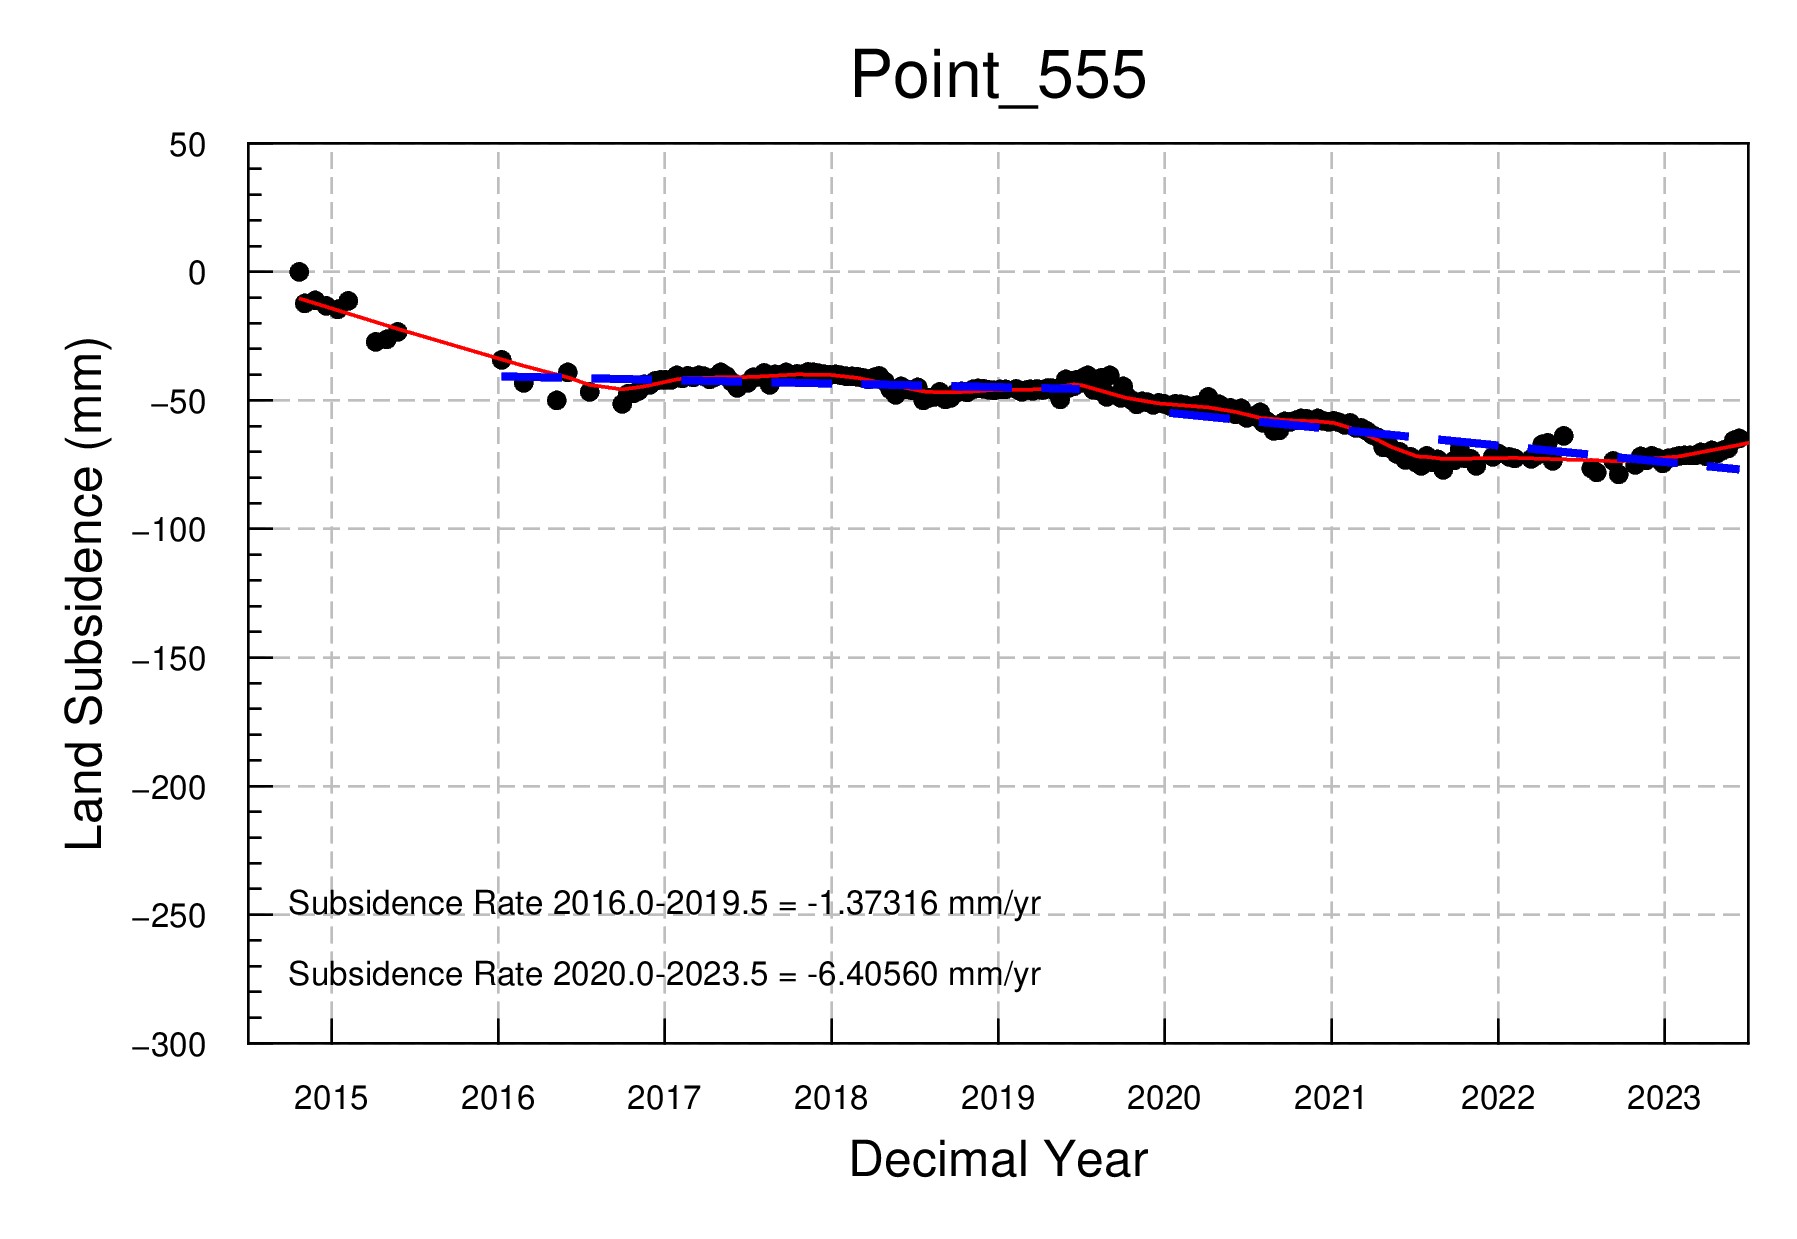 Point_555
50
0
−50
−100
−150
−200
−250
−300
Land Subsidence (mm)
Subsidence Rate 2016.0-2019.5 = -1.37316 mm/yr
Subsidence Rate 2020.0-2023.5 = -6.40560 mm/yr
2015 2016 2017 2018 2019 2020 2021 2022 2023
Decimal Year